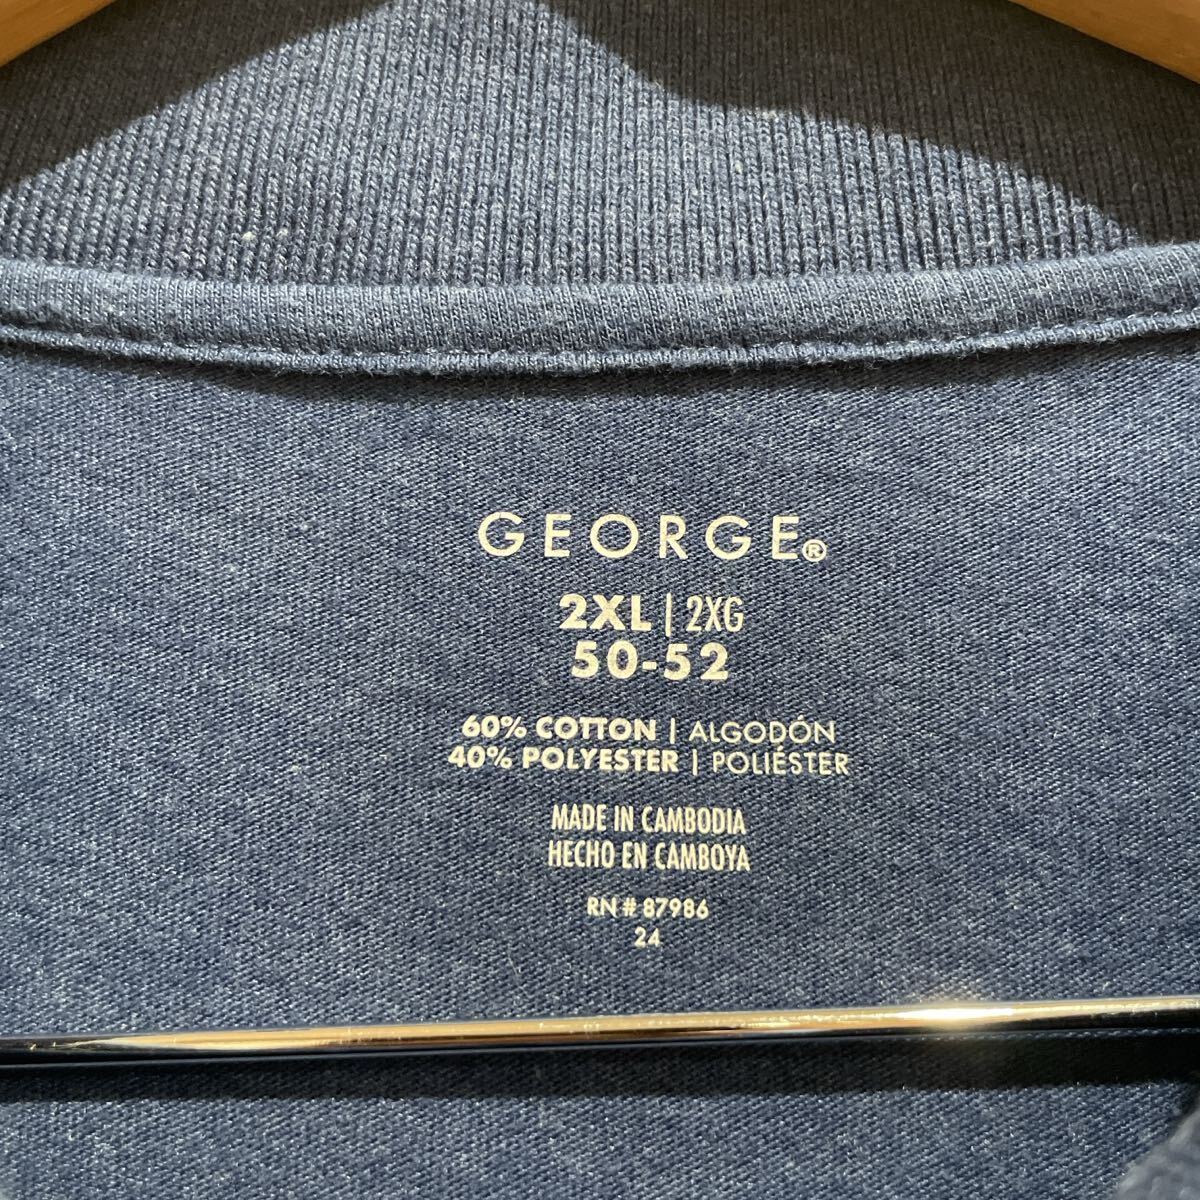 GEORGE®
2XL | 2XG
50-52
60% COTTON | ALGODÓN
40% POLYESTER | POLIÉSTER
MADE IN CAMBODIA
HECHO EN CAMBOYA
RN # 87986
24